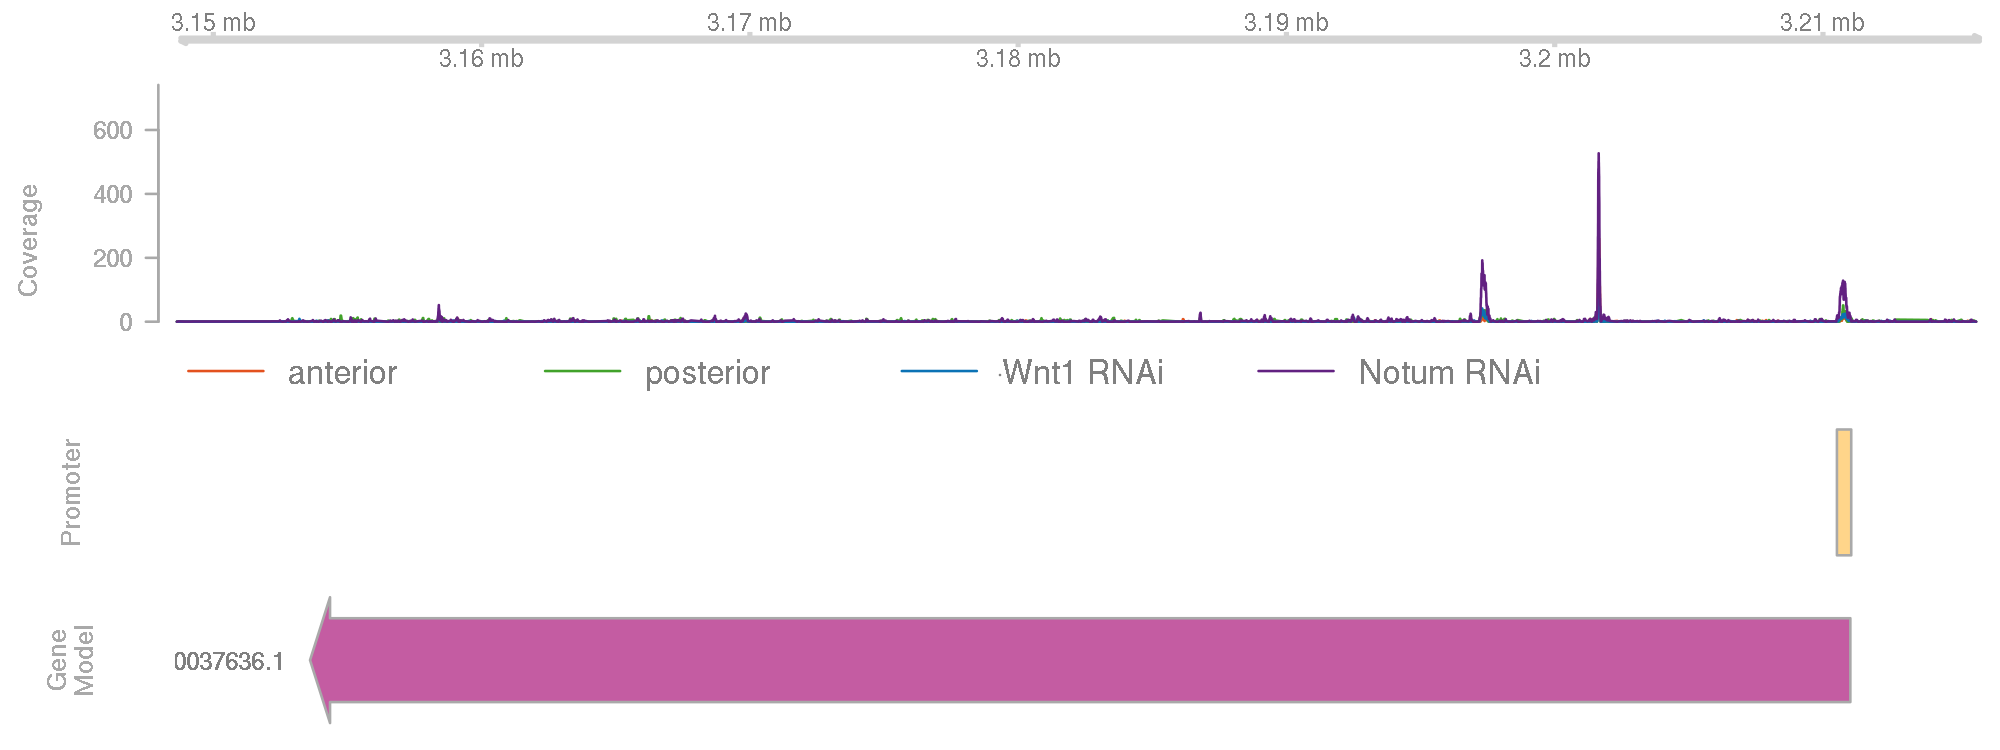 3.15 mb 3.17 mb 3.19 mb 3.21 mb
3.16 mb 3.18 mb 3.2 mb
Coverage
600
400
200
0
anterior posterior Wnt1 RNAi Notum RNAi
Promoter
Gene
Model
0037636.1